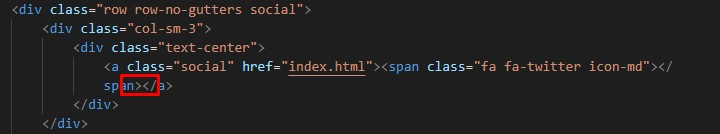 <div class="row row-no-gutters social">
<div class="col-sm-3">
<div class="text-center">
<a class="social" href="index.html"><span class="fa fa-twitter icon-md"></
span></a>
</div>
</div>